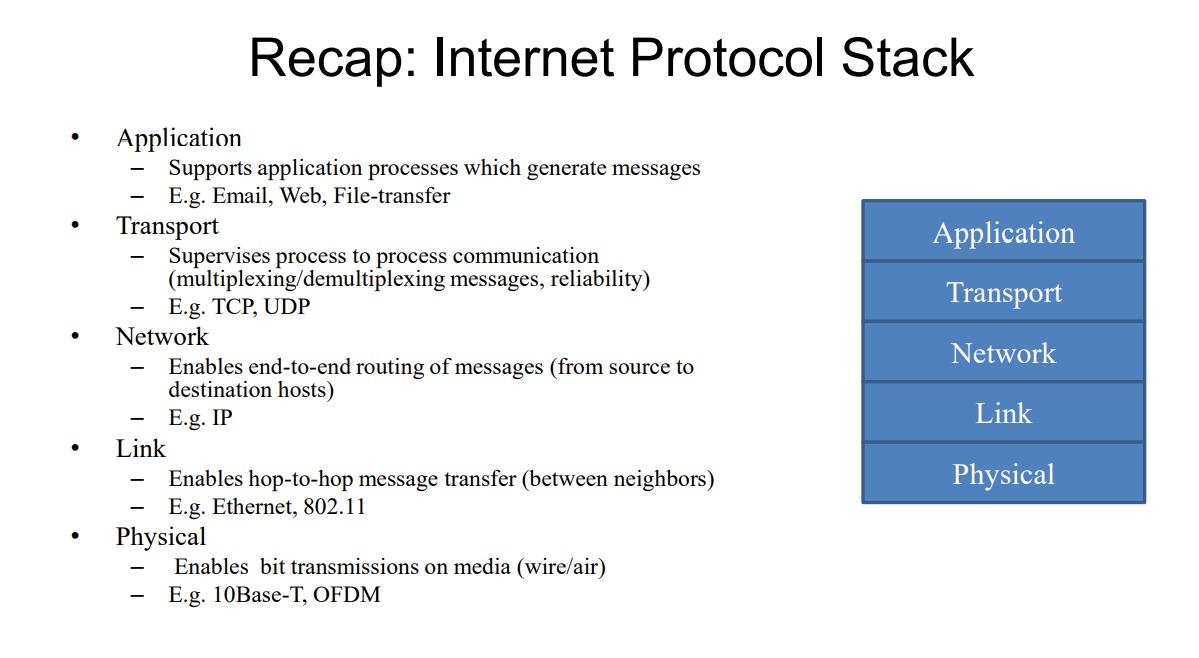 Recap: Internet Protocol Stack
• Application
– Supports application processes which generate messages
– E.g. Email, Web, File-transfer
• Transport
– Supervises process to process communication
(multiplexing/demultiplexing messages, reliability)
– E.g. TCP, UDP
• Network
– Enables end-to-end routing of messages (from source to
destination hosts)
– E.g. IP
• Link
– Enables hop-to-hop message transfer (between neighbors)
– E.g. Ethernet, 802.11
• Physical
– Enables  bit transmissions on media (wire/air)
– E.g. 10Base-T, OFDM
Application
Transport
Network
Link
Physical